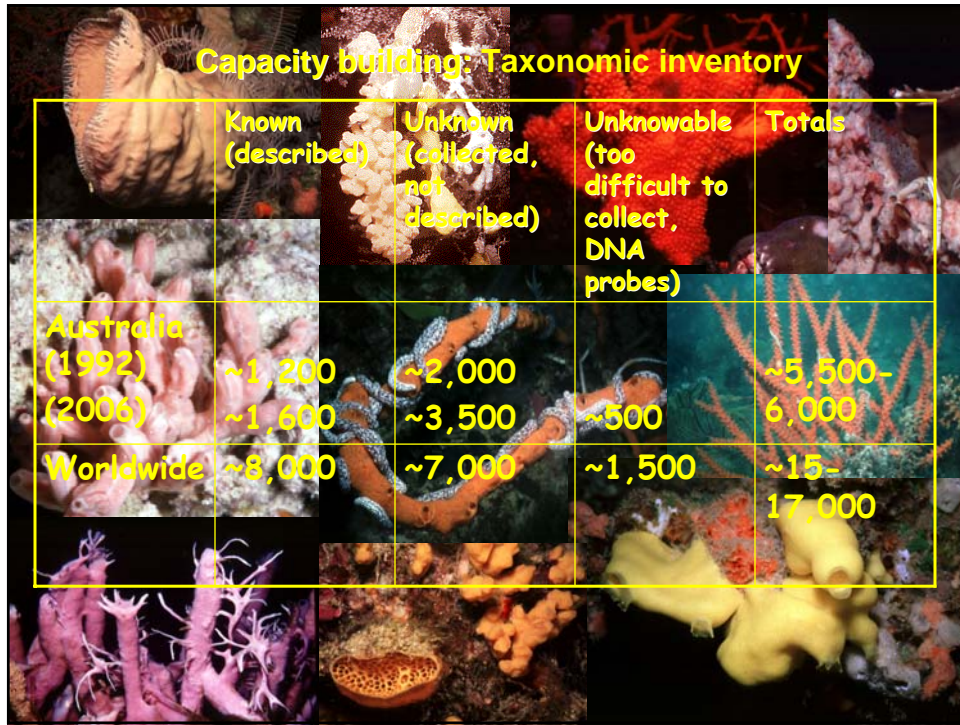 Capacity building: Taxonomic inventory
Known
(described)
Unknown
(collected,
not
described)
Unknowable
(too
difficult to
collect,
DNA
probes)
Totals
Australia
(1992)
(2006)
~1,200
~1,600
~2,000
~3,500
~500
~5,500-
6,000
Worldwide
~8,000
~7,000
~1,500
~15-
17,000